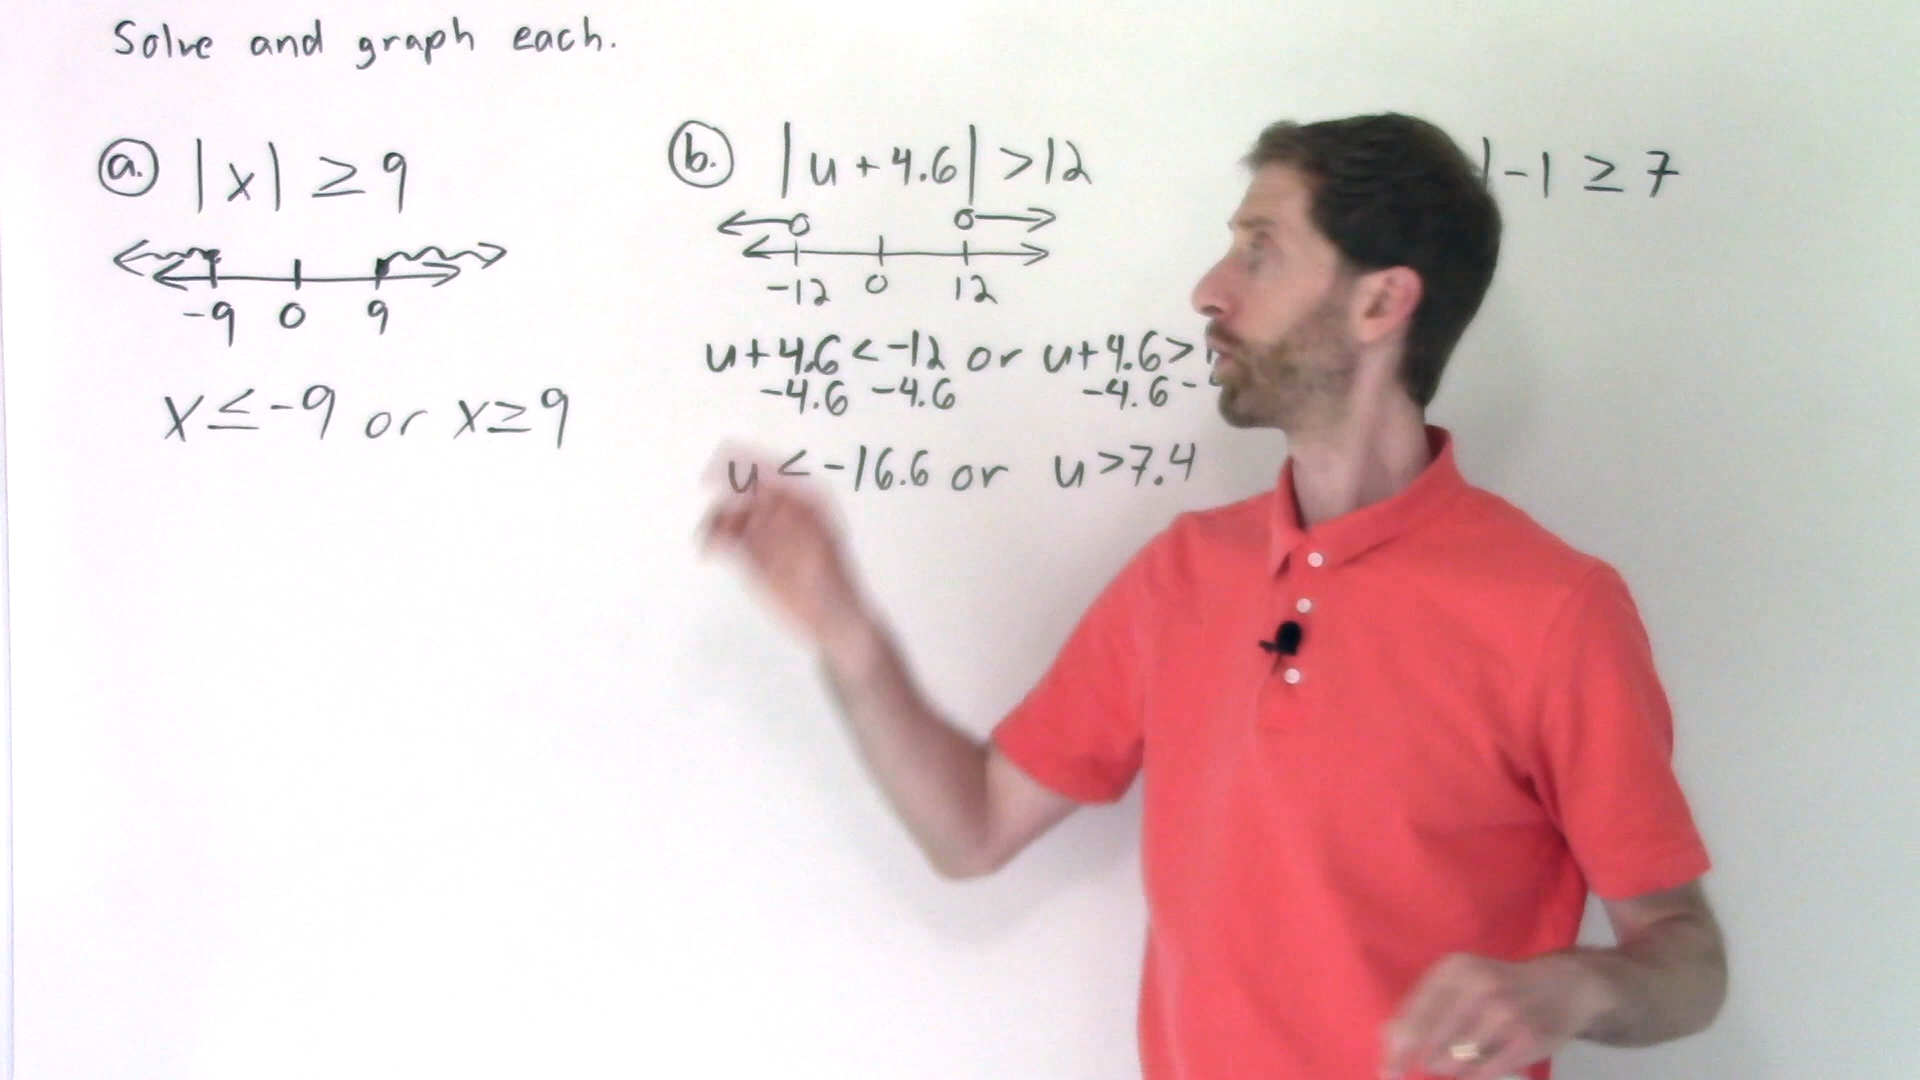 Solve and graph each.
a. |x| ≥ 9
-9 0 9
x ≤ -9 or x ≥ 9
b. |u + 4.6| > 12
-12 0 12
u + 4.6 < -12 or u + 4.6 >
-4.6 -4.6 -4.6 -
u < -16.6 or u > 7.4
| - 1 ≥ 7